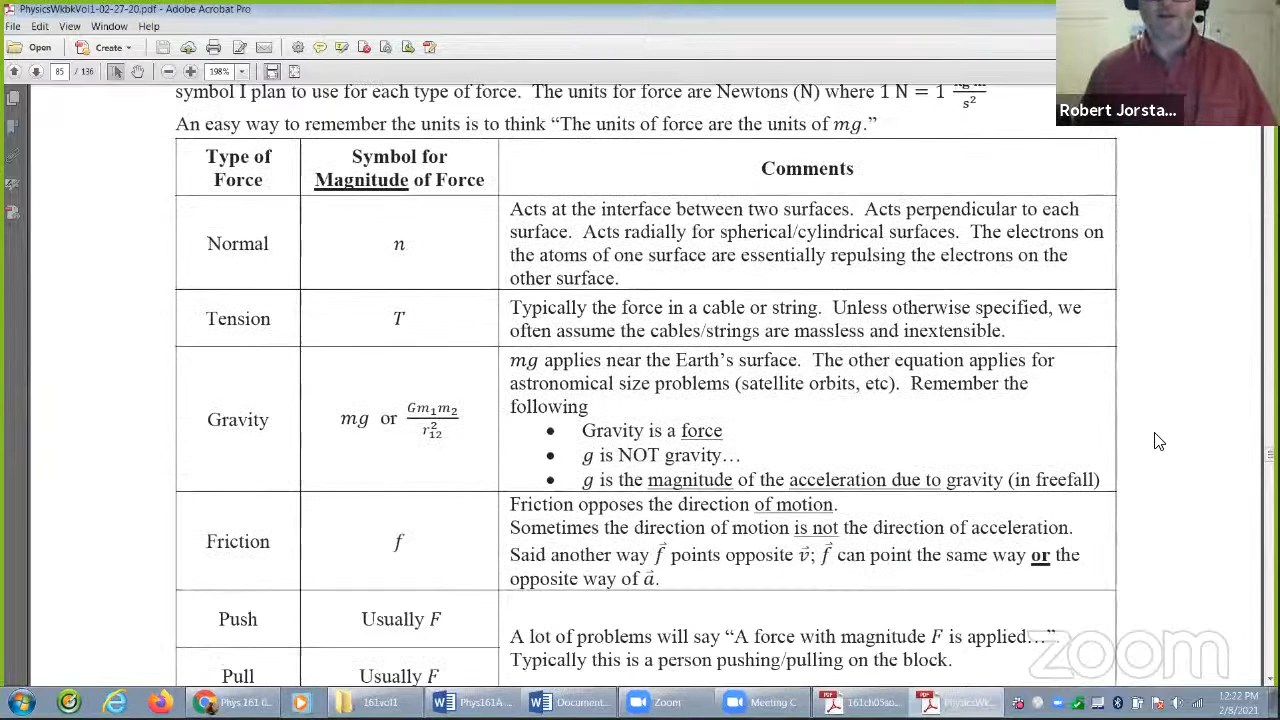 PhysicsWkbkVol1-02-27-20.pdf - Adobe Acrobat Pro
File Edit View Window Help
Open Create
85 / 136 198%
Robert Jorsta...
symbol I plan to use for each type of force. The units for force are Newtons (N) where 1 N = 1 kg·m/s²
An easy way to remember the units is to think “The units of force are the units of mg.”
Type of Force
Symbol for Magnitude of Force
Comments
Normal
n
Acts at the interface between two surfaces. Acts perpendicular to each
surface. Acts radially for spherical/cylindrical surfaces. The electrons on
the atoms of one surface are essentially repulsing the electrons on the
other surface.
Tension
T
Typically the force in a cable or string. Unless otherwise specified, we
often assume the cables/strings are massless and inextensible.
Gravity
mg or Gm₁m₂/r₁₂²
mg applies near the Earth’s surface. The other equation applies for
astronomical size problems (satellite orbits, etc). Remember the
following
• Gravity is a force
• g is NOT gravity…
• g is the magnitude of the acceleration due to gravity (in freefall)
Friction
f
Friction opposes the direction of motion.
Sometimes the direction of motion is not the direction of acceleration.
Said another way f⃗ points opposite v⃗; f⃗ can point the same way or the
opposite way of a⃗.
Push
Usually F
Pull
Usually F
A lot of problems will say “A force with magnitude F is applied…”.
Typically this is a person pushing/pulling on the block.
zoom
Phys 161 G... 161vol1 Phys161A... Document... Zoom Meeting C... 161ch05so... PhysicsWk...
12:22 PM
2/8/2021